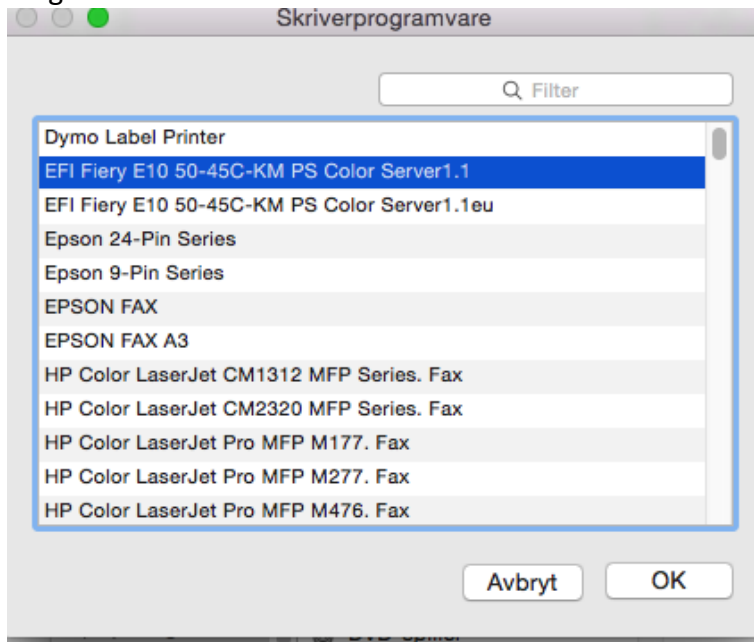 Skriverprogramvare
Filter
Dymo Label Printer
EFI Fiery E10 50-45C-KM PS Color Server1.1
EFI Fiery E10 50-45C-KM PS Color Server1.1eu
Epson 24-Pin Series
Epson 9-Pin Series
EPSON FAX
EPSON FAX A3
HP Color LaserJet CM1312 MFP Series. Fax
HP Color LaserJet CM2320 MFP Series. Fax
HP Color LaserJet Pro MFP M177. Fax
HP Color LaserJet Pro MFP M277. Fax
HP Color LaserJet Pro MFP M476. Fax
Avbryt OK